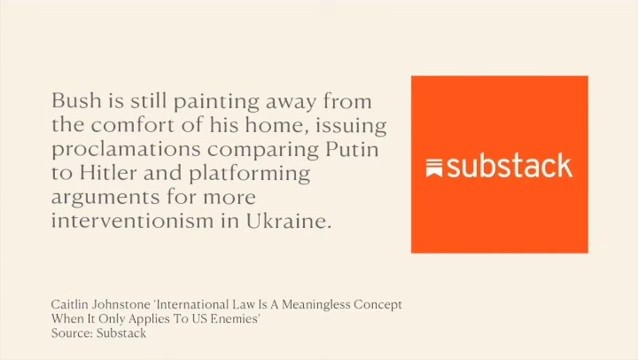 Bush is still painting away from
the comfort of his home, issuing
proclamations comparing Putin
to Hitler and platforming
arguments for more
interventionism in Ukraine.
substack
Caitlin Johnstone 'International Law Is A Meaningless Concept
When It Only Applies To US Enemies'
Source: Substack